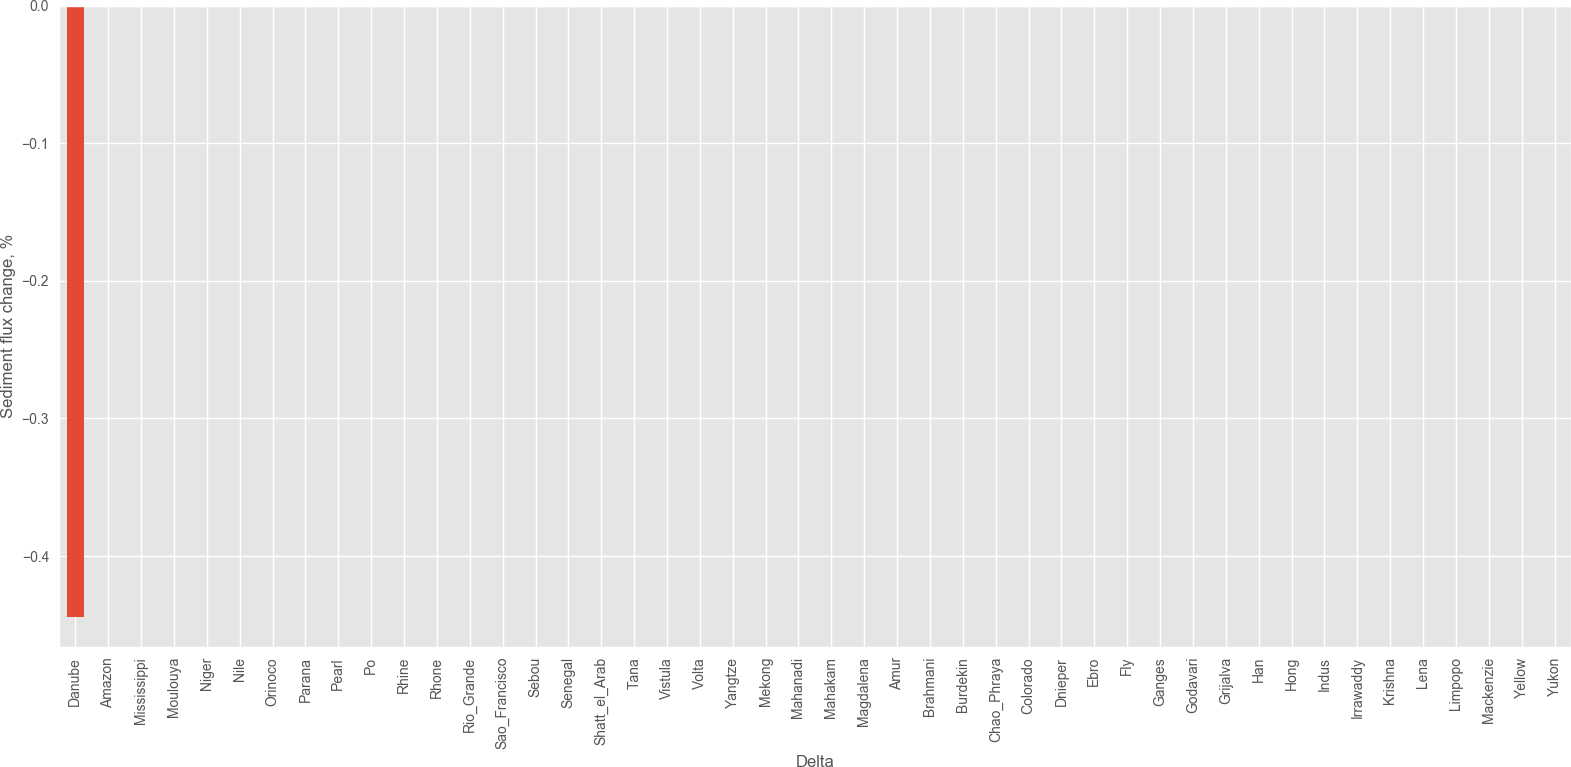 0.0
−0.1
−0.2
−0.3
−0.4
Sediment flux change, %
Danube
Amazon
Mississippi
Moulouya
Niger
Nile
Orinoco
Parana
Pearl
Po
Rhine
Rhone
Rio_Grande
Sao_Francisco
Sebou
Senegal
Shatt_el_Arab
Tana
Vistula
Volta
Yangtze
Mekong
Mahanadi
Mahakam
Magdalena
Amur
Brahmani
Burdekin
Chao_Phraya
Colorado
Dnieper
Ebro
Fly
Ganges
Godavari
Grijalva
Han
Hong
Indus
Irrawaddy
Krishna
Lena
Limpopo
Mackenzie
Yellow
Yukon
Delta